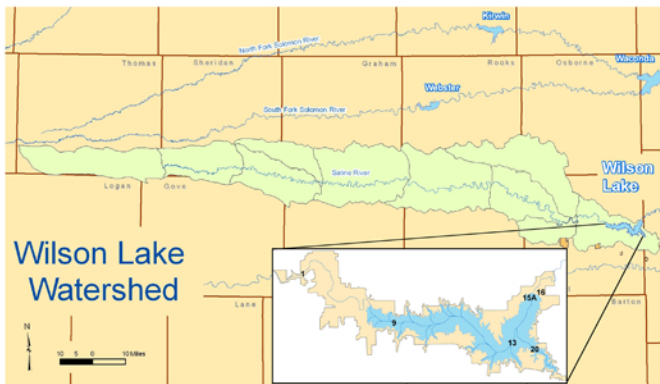 Kirwin
North Fork Solomon River
Thomas
Sheridan
Graham
Rooks
Osborne
Waconda
Webster
South Fork Solomon River
Wilson
Lake
Saline River
Logan
Gove
Wilson Lake
Watershed
Lane
Barton
1
9
13
15A
16
20
N
10 5 0 10 Miles